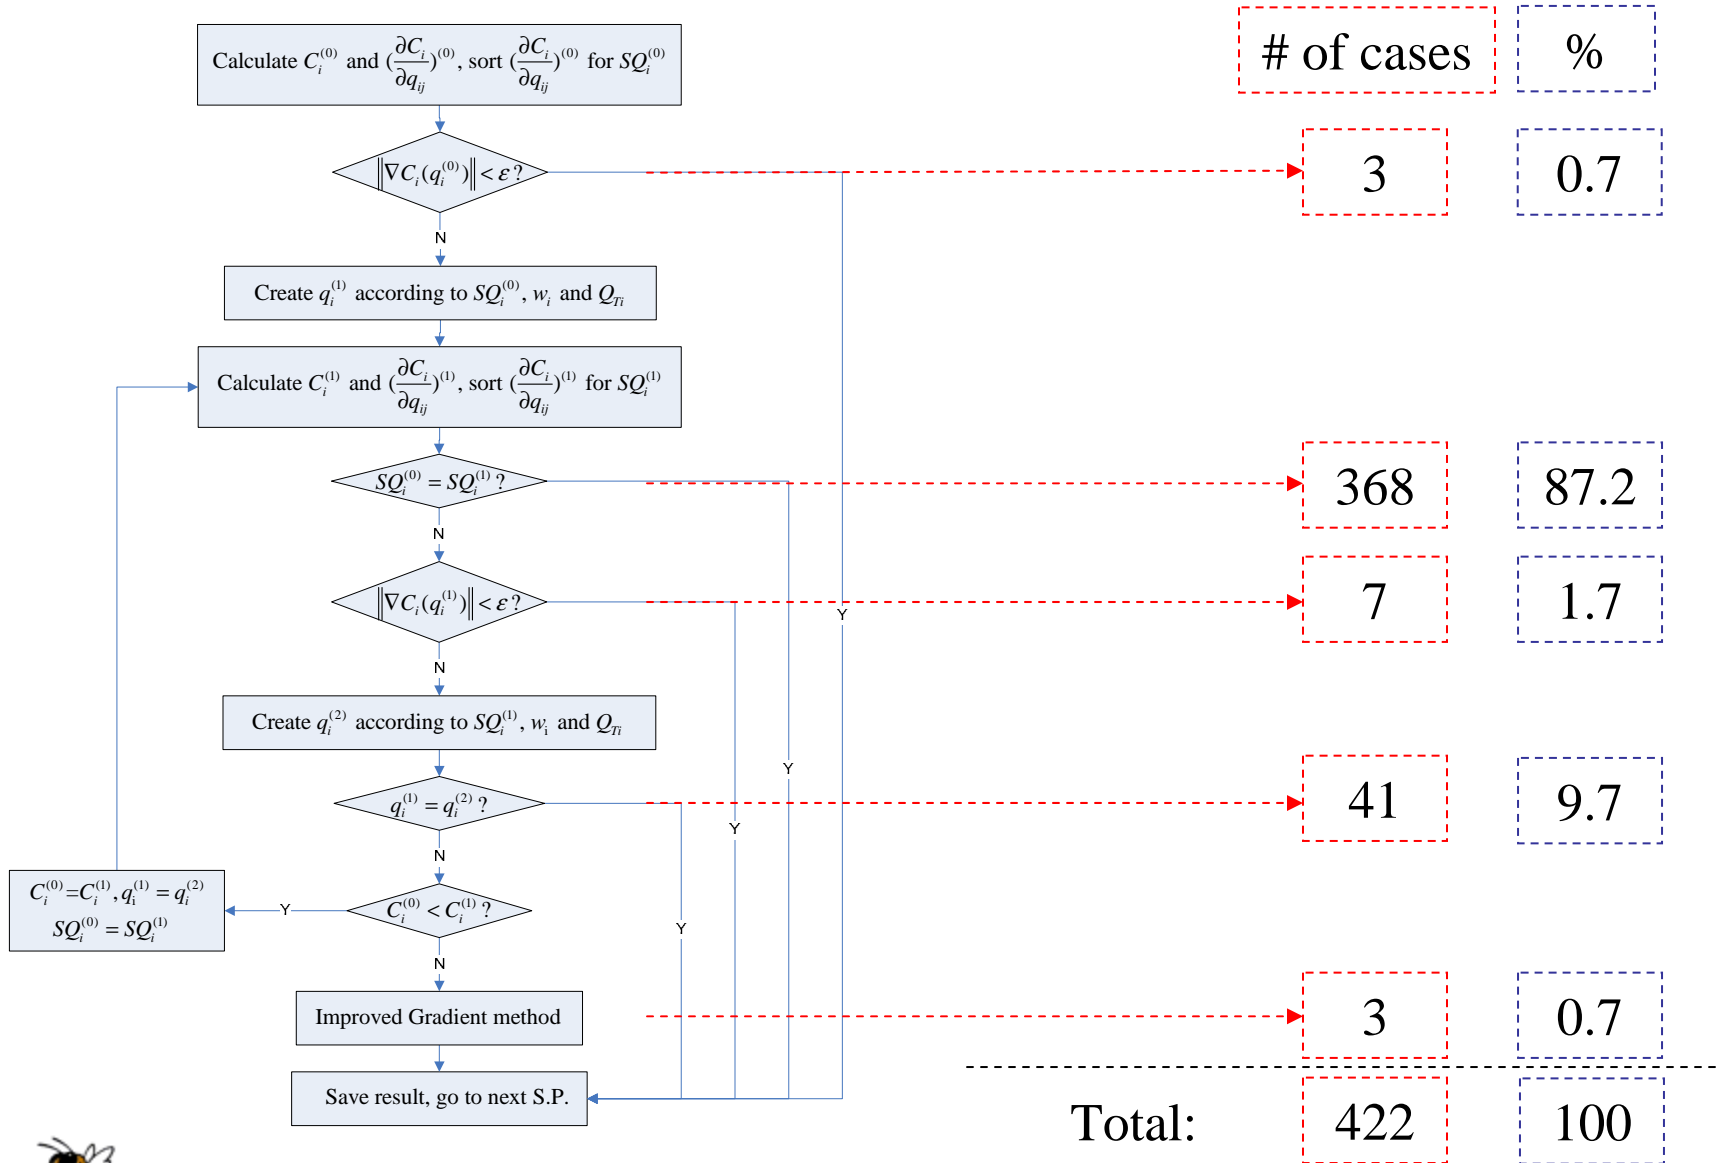 Calculate C_i^(0) and (∂C_i/∂q_ij)^(0), sort (∂C_i/∂q_ij)^(0) for SQ_i^(0)
# of cases
%
‖∇C_i(q_i^(0))‖ < ε ?
3
0.7
N
Create q_i^(1) according to SQ_i^(0), w_i and Q_Ti
Calculate C_i^(1) and (∂C_i/∂q_ij)^(1), sort (∂C_i/∂q_ij)^(1) for SQ_i^(1)
SQ_i^(0) = SQ_i^(1) ?
368
87.2
N
‖∇C_i(q_i^(1))‖ < ε ?
7
1.7
Y
N
Create q_i^(2) according to SQ_i^(1), w_i and Q_Ti
Y
q_i^(1) = q_i^(2) ?
41
9.7
Y
N
C_i^(0)=C_i^(1), q_i^(1) = q_i^(2)
SQ_i^(0) = SQ_i^(1)
Y
C_i^(0) < C_i^(1) ?
Y
N
Improved Gradient method
3
0.7
Save result, go to next S.P.
Total:
422
100